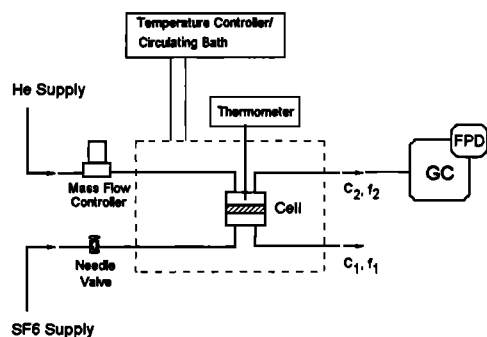 Temperature Controller/
Circulating Bath
He Supply
Thermometer
FPD
GC
Mass Flow
Controller
C2, f2
Cell
Needle
Valve
C1, f1
SF6 Supply